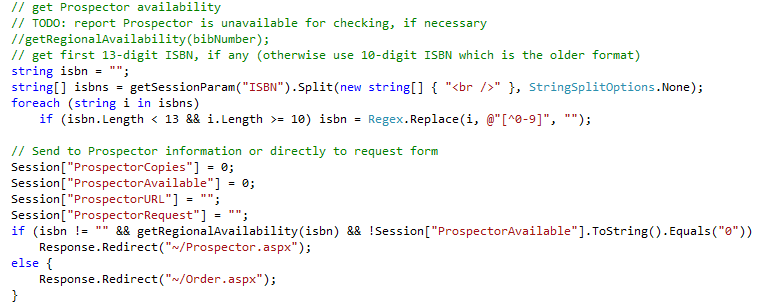 // get Prospector availability
// TODO: report Prospector is unavailable for checking, if necessary
//getRegionalAvailability(bibNumber);
// get first 13-digit ISBN, if any (otherwise use 10-digit ISBN which is the older format)
string isbn = "";
string[] isbns = getSessionParam("ISBN").Split(new string[] { "<br />" }, StringSplitOptions.None);
foreach (string i in isbns)
    if (isbn.Length < 13 && i.Length >= 10) isbn = Regex.Replace(i, @"[^0-9]", "");

// Send to Prospector information or directly to request form
Session["ProspectorCopies"] = 0;
Session["ProspectorAvailable"] = 0;
Session["ProspectorURL"] = "";
Session["ProspectorRequest"] = "";
if (isbn != "" && getRegionalAvailability(isbn) && !Session["ProspectorAvailable"].ToString().Equals("0"))
    Response.Redirect("~/Prospector.aspx");
else {
    Response.Redirect("~/Order.aspx");
}